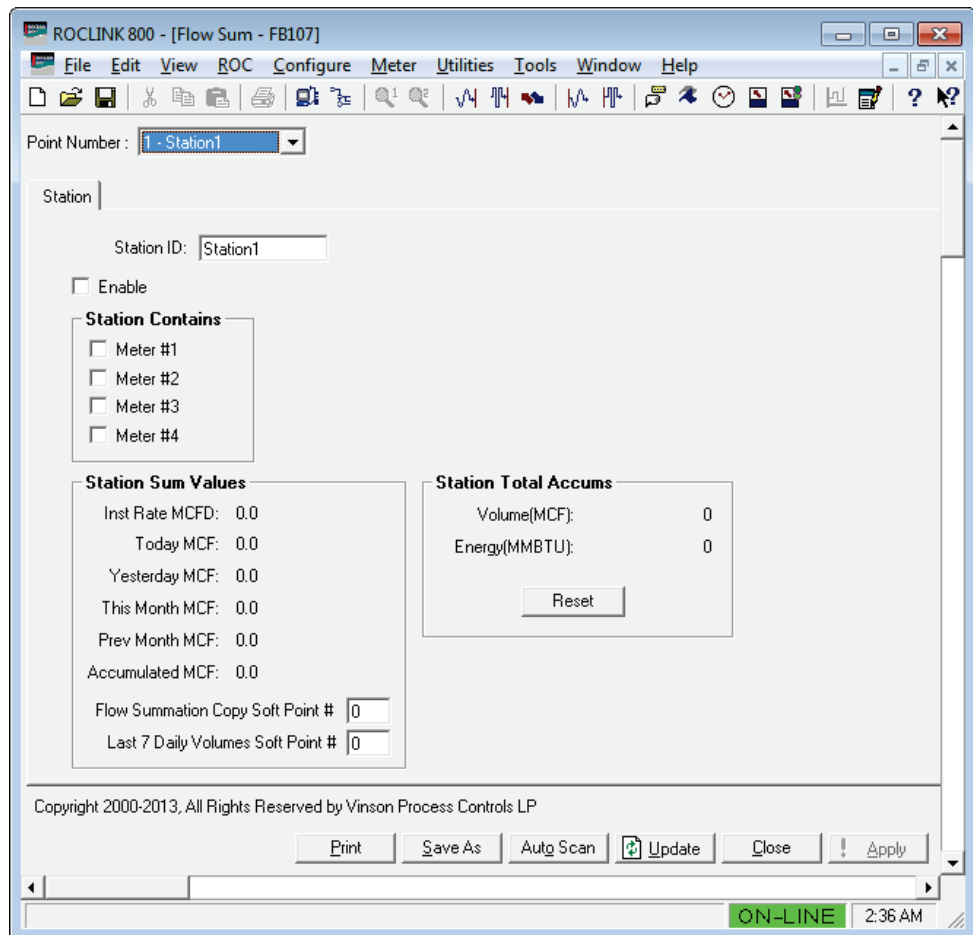 ROCLINK 800 - [Flow Sum - FB107]
File Edit View ROC Configure Meter Utilities Tools Window Help
Point Number : 1 - Station1
Station
Station ID: Station1
Enable
Station Contains
Meter #1
Meter #2
Meter #3
Meter #4
Station Sum Values
Inst Rate MCFD: 0.0
Today MCF: 0.0
Yesterday MCF: 0.0
This Month MCF: 0.0
Prev Month MCF: 0.0
Accumulated MCF: 0.0
Flow Summation Copy Soft Point # 0
Last 7 Daily Volumes Soft Point # 0
Station Total Accums
Volume(MCF): 0
Energy(MMBTU): 0
Reset
Copyright 2000-2013, All Rights Reserved by Vinson Process Controls LP
Print Save As Auto Scan Update Close ! Apply
ON-LINE 2:36 AM